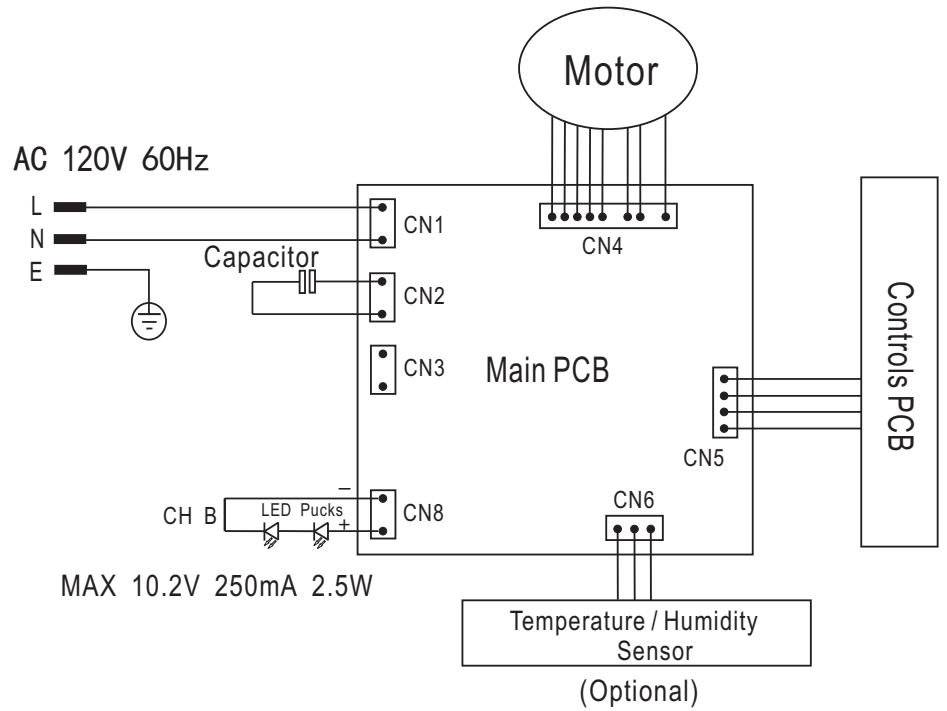 Motor
AC 120V 60Hz
L
N
E
CN1
CN4
Capacitor
CN2
CN3
Main PCB
Controls PCB
CN5
CH B
LED Pucks
−
+
CN8
CN6
MAX 10.2V 250mA 2.5W
Temperature / Humidity
Sensor
(Optional)